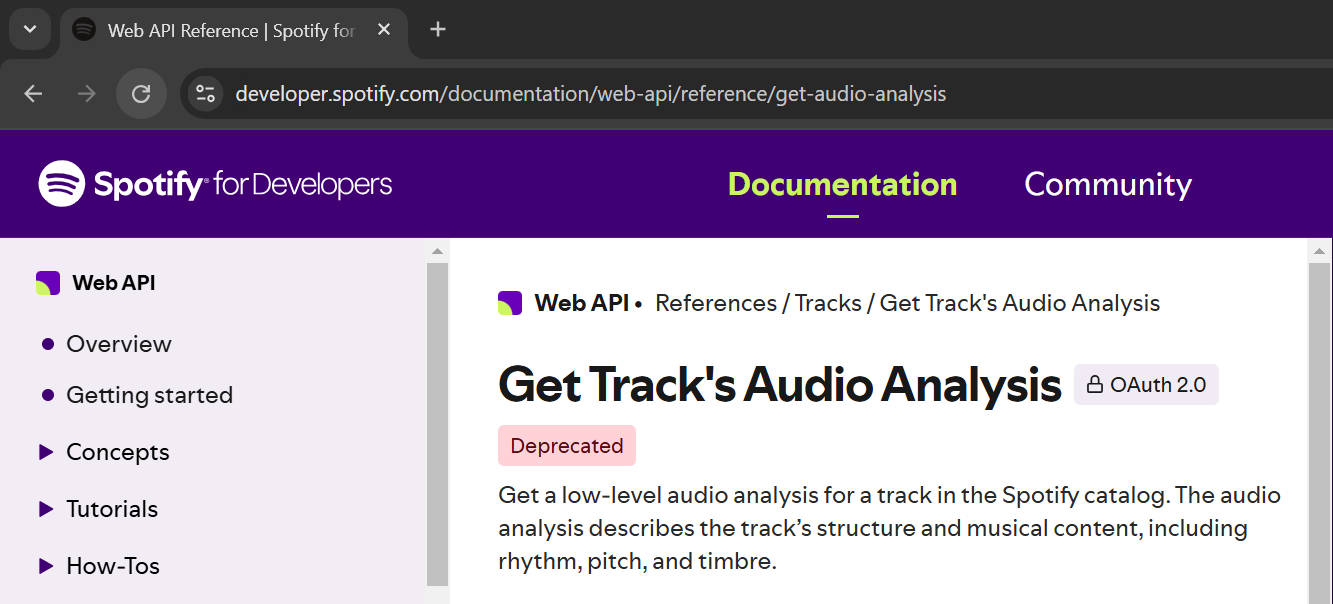 Web API Reference | Spotify for
developer.spotify.com/documentation/web-api/reference/get-audio-analysis
Spotify® for Developers
Documentation
Community
Web API
Overview
Getting started
Concepts
Tutorials
How-Tos
Web API • References / Tracks / Get Track's Audio Analysis
Get Track's Audio Analysis
OAuth 2.0
Deprecated
Get a low-level audio analysis for a track in the Spotify catalog. The audio
analysis describes the track’s structure and musical content, including
rhythm, pitch, and timbre.